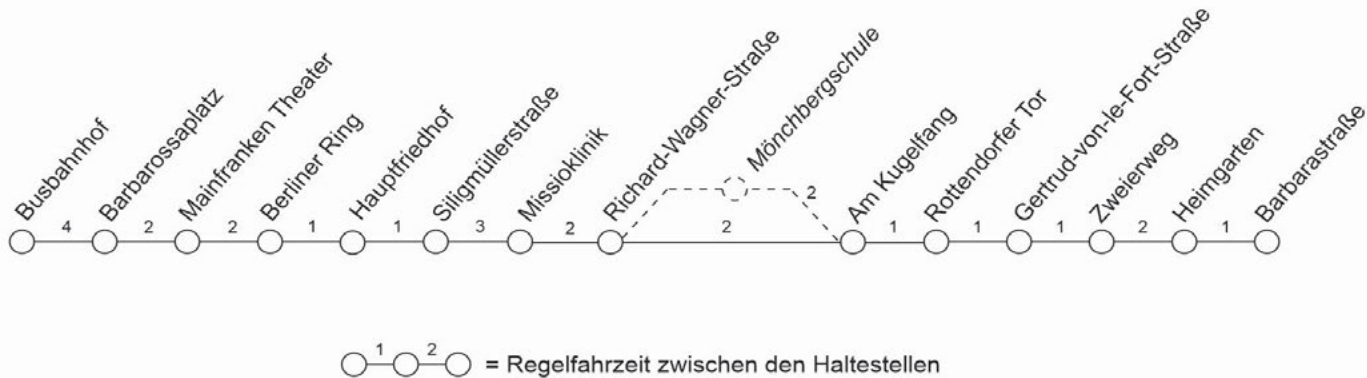 Busbahnhof
Barbarossaplatz
Mainfranken Theater
Berliner Ring
Hauptfriedhof
Siligmüllerstraße
Missioklinik
Richard-Wagner-Straße
Mönchbergschule
Am Kugelfang
Rottendorfer Tor
Gertrud-von-le-Fort-Straße
Zweierweg
Heimgarten
Barbarastraße
2
4 2 2 1 1 3 2 2 1 1 1 2 1
1 2 = Regelfahrzeit zwischen den Haltestellen